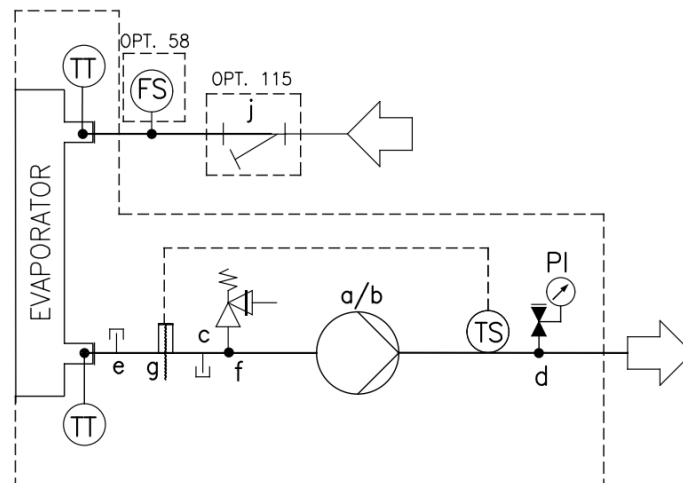 OPT. 58
TT
FS
OPT. 115
j
EVAPORATOR
PI
a/b
TS
c
e
g
f
d
TT